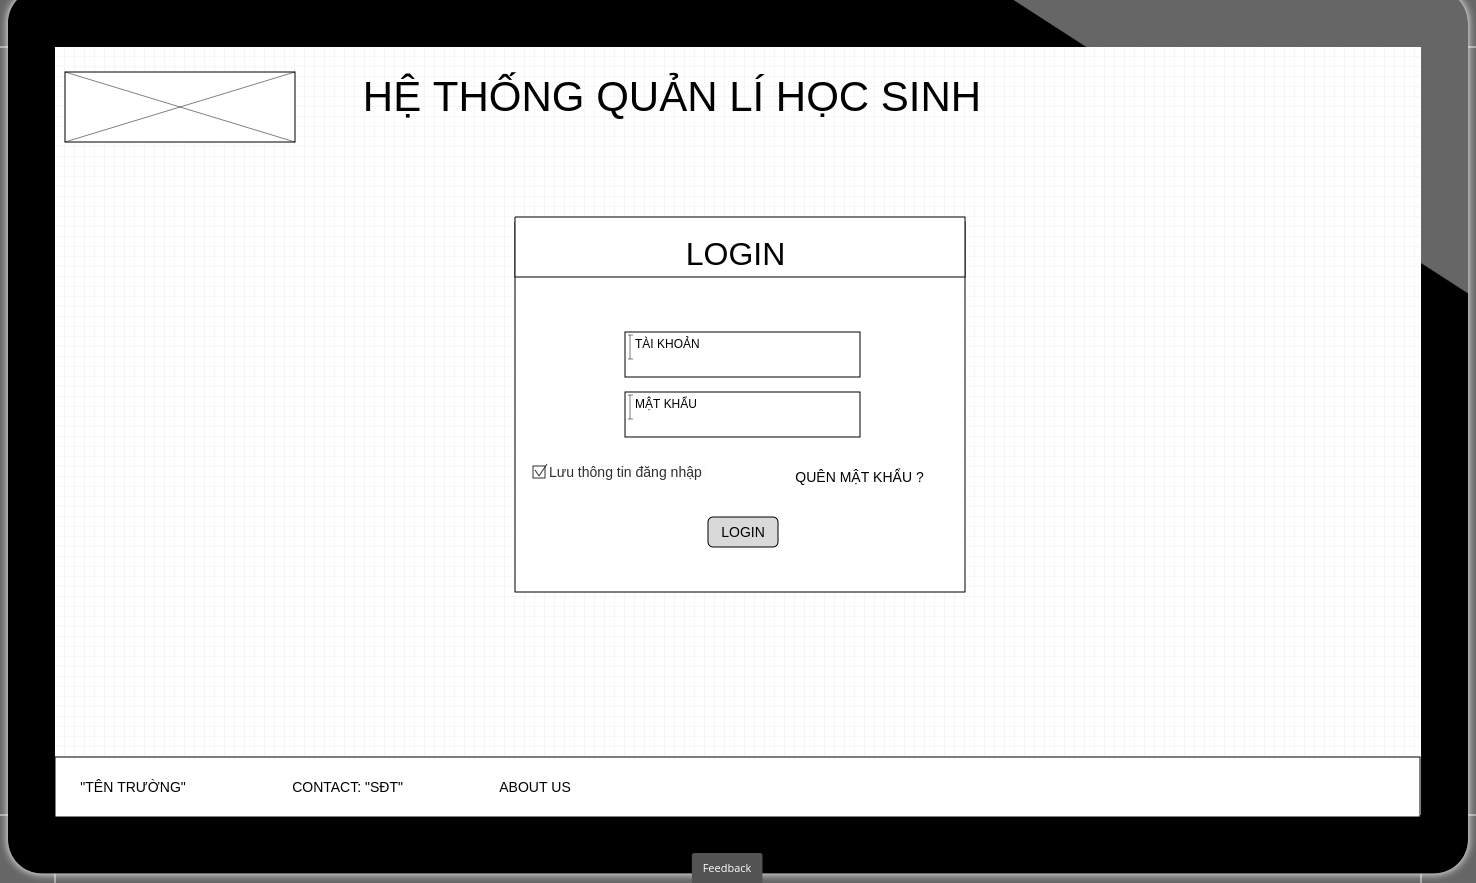 HỆ THỐNG QUẢN LÍ HỌC SINH
LOGIN
TÀI KHOẢN
MẬT KHẨU
Lưu thông tin đăng nhập
QUÊN MẬT KHẨU ?
LOGIN
"TÊN TRƯỜNG" CONTACT: "SĐT" ABOUT US
Feedback